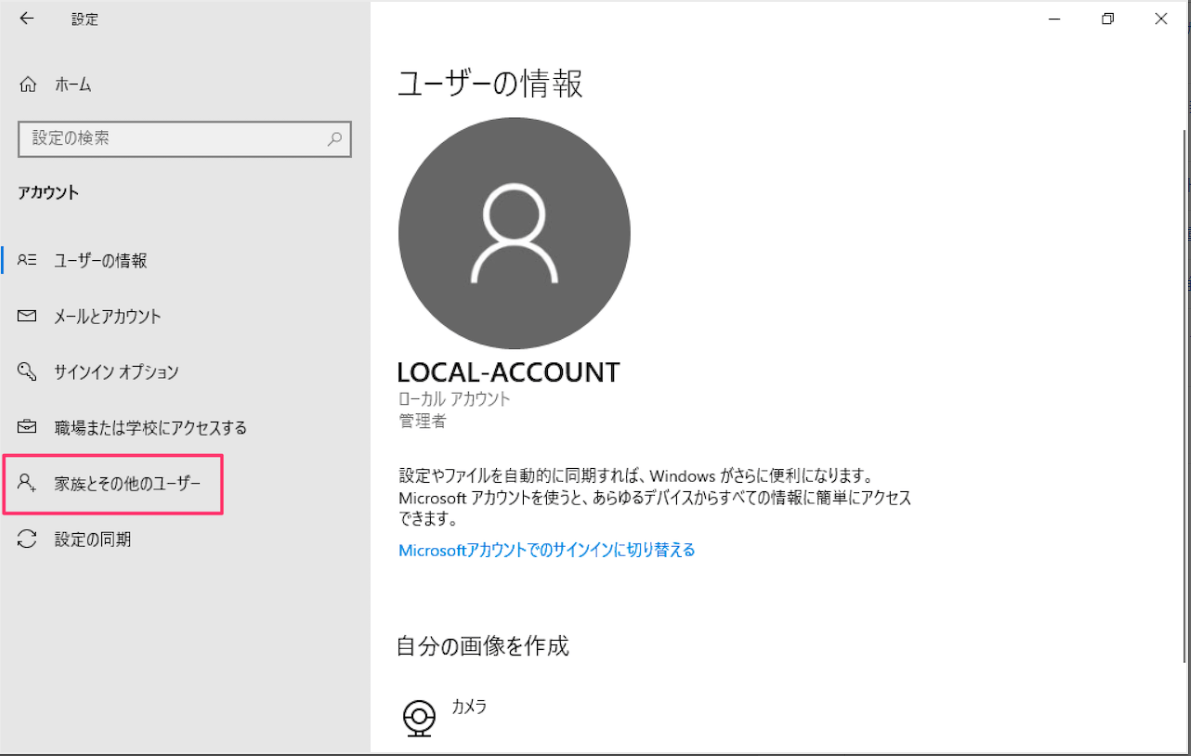 設定
ホーム
設定の検索
アカウント
ユーザーの情報
メールとアカウント
サインイン オプション
職場または学校にアクセスする
家族とその他のユーザー
設定の同期
ユーザーの情報
LOCAL-ACCOUNT
ローカル アカウント
管理者
設定やファイルを自動的に同期すれば、Windows がさらに便利になります。
Microsoft アカウントを使うと、あらゆるデバイスからすべての情報に簡単にアクセス
できます。
Microsoftアカウントでのサインインに切り替える
自分の画像を作成
カメラ